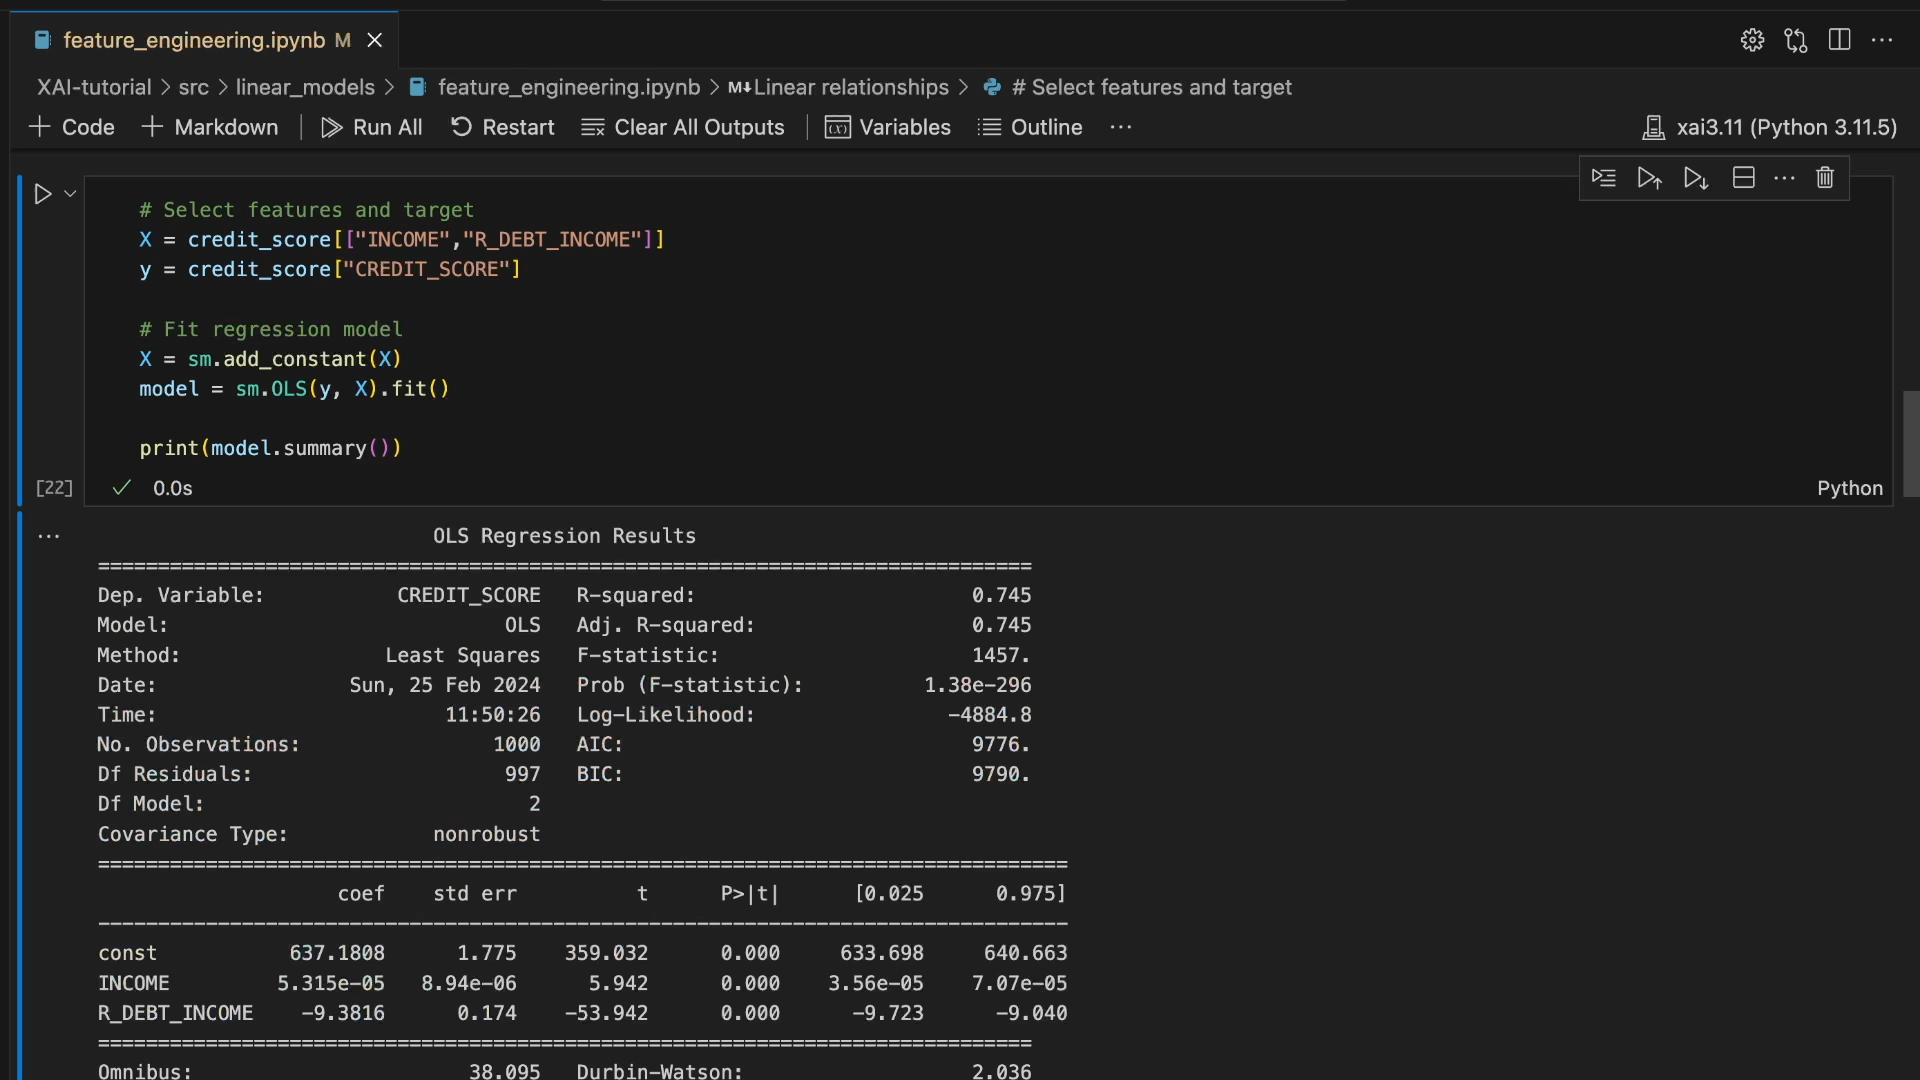 feature_engineering.ipynb M
XAI-tutorial > src > linear_models > feature_engineering.ipynb > M↓Linear relationships > # Select features and target
+ Code + Markdown | Run All Restart Clear All Outputs | (x) Variables Outline ...
xai3.11 (Python 3.11.5)
# Select features and target
X = credit_score[["INCOME","R_DEBT_INCOME"]]
y = credit_score["CREDIT_SCORE"]
# Fit regression model
X = sm.add_constant(X)
model = sm.OLS(y, X).fit()
print(model.summary())
[22] ✓ 0.0s Python
... OLS Regression Results
==============================================================================
Dep. Variable: CREDIT_SCORE R-squared: 0.745
Model: OLS Adj. R-squared: 0.745
Method: Least Squares F-statistic: 1457.
Date: Sun, 25 Feb 2024 Prob (F-statistic): 1.38e-296
Time: 11:50:26 Log-Likelihood: -4884.8
No. Observations: 1000 AIC: 9776.
Df Residuals: 997 BIC: 9790.
Df Model: 2
Covariance Type: nonrobust
=================================================================================
coef std err t P>|t| [0.025 0.975]
---------------------------------------------------------------------------------
const 637.1808 1.775 359.032 0.000 633.698 640.663
INCOME 5.315e-05 8.94e-06 5.942 0.000 3.56e-05 7.07e-05
R_DEBT_INCOME -9.3816 0.174 -53.942 0.000 -9.723 -9.040
==============================================================================
Omnibus: 38.095 Durbin-Watson: 2.036